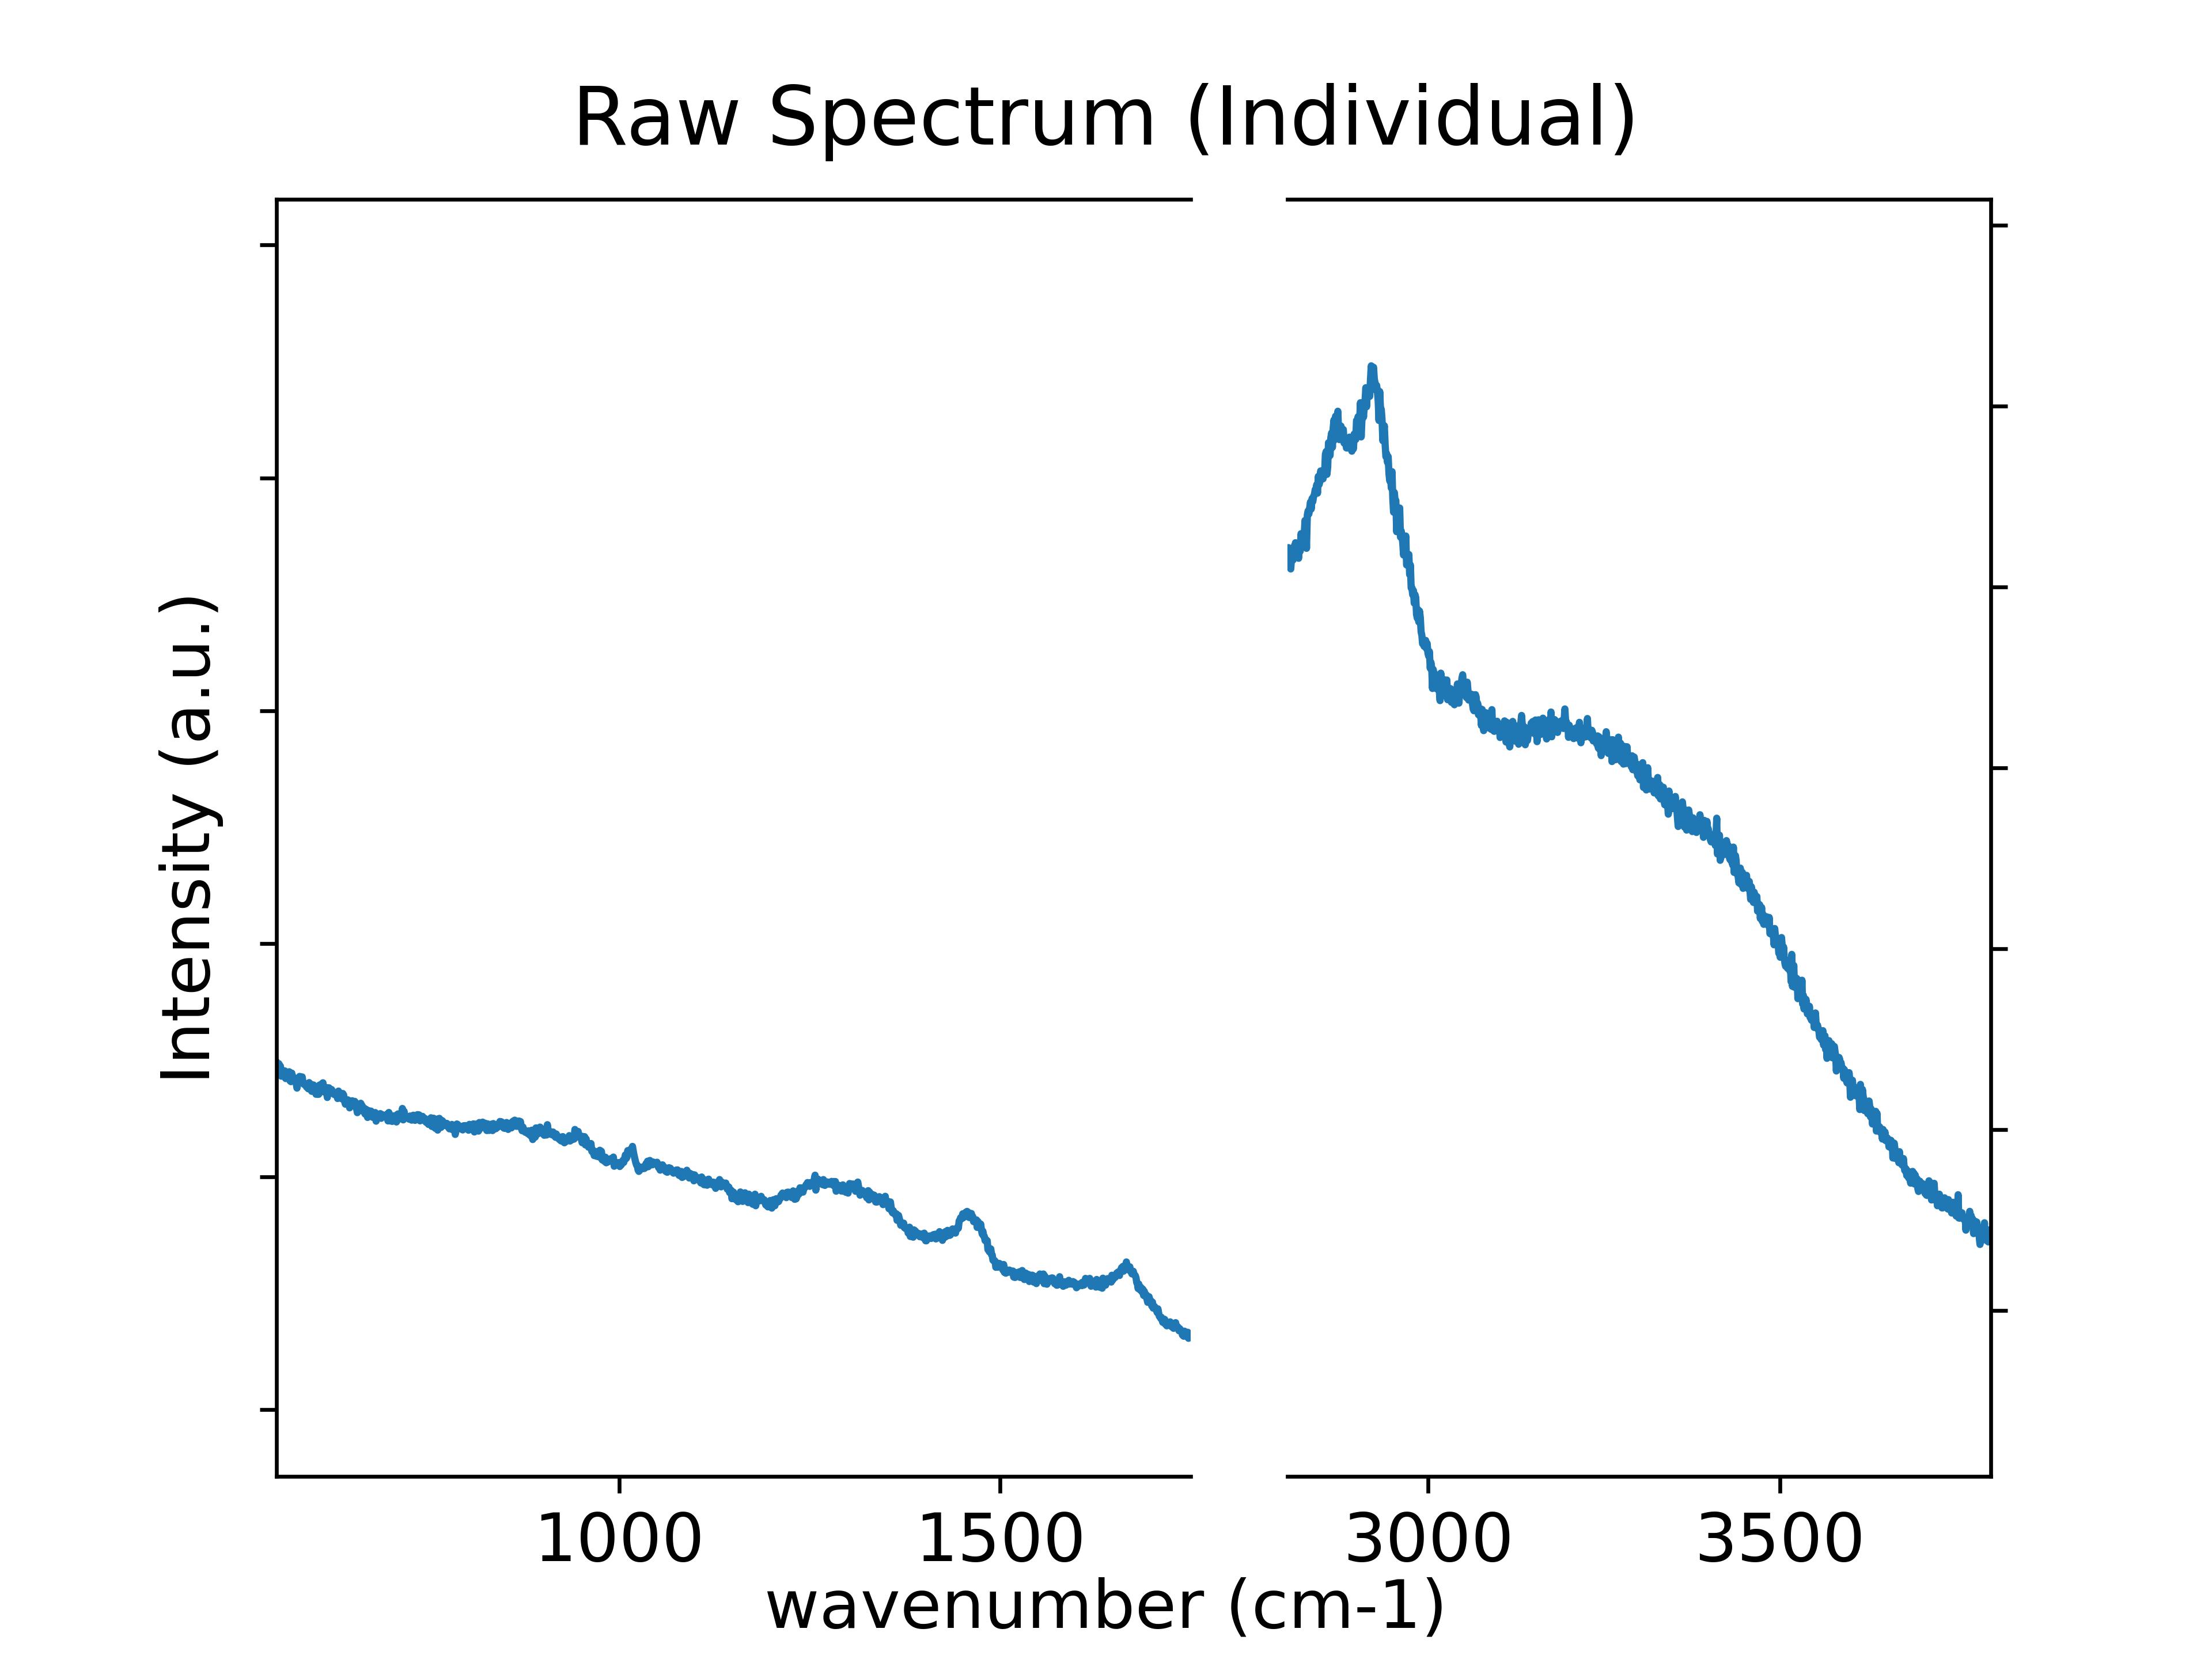 Raw Spectrum (Individual)
Intensity (a.u.)
1000 1500 3000 3500
wavenumber (cm-1)